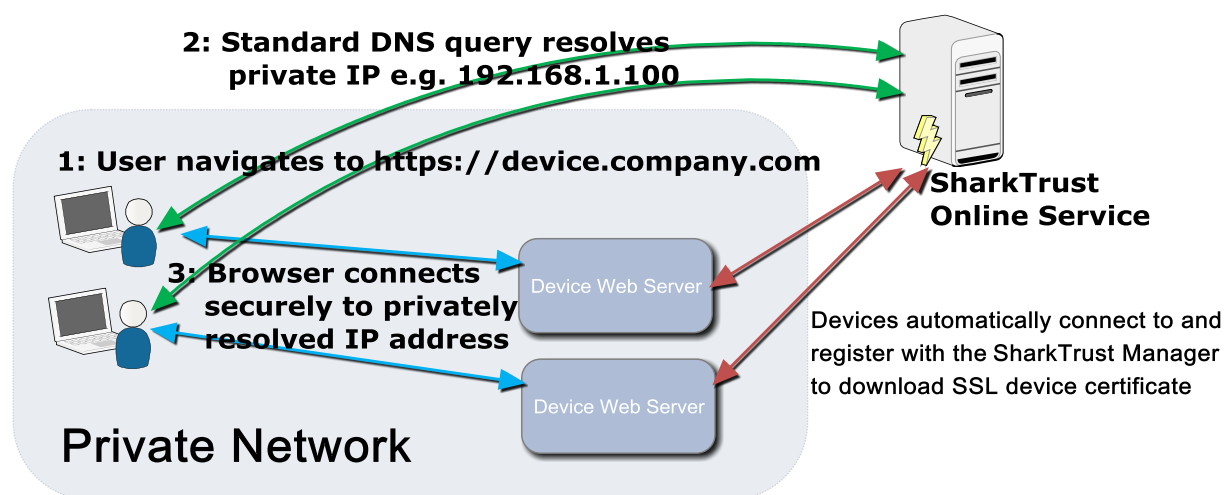 2: Standard DNS query resolves
private IP e.g. 192.168.1.100
1: User navigates to https://device.company.com
SharkTrust
Online Service
3: Browser connects
securely to privately
resolved IP address
Device Web Server
Device Web Server
Devices automatically connect to and
register with the SharkTrust Manager
to download SSL device certificate
Private Network